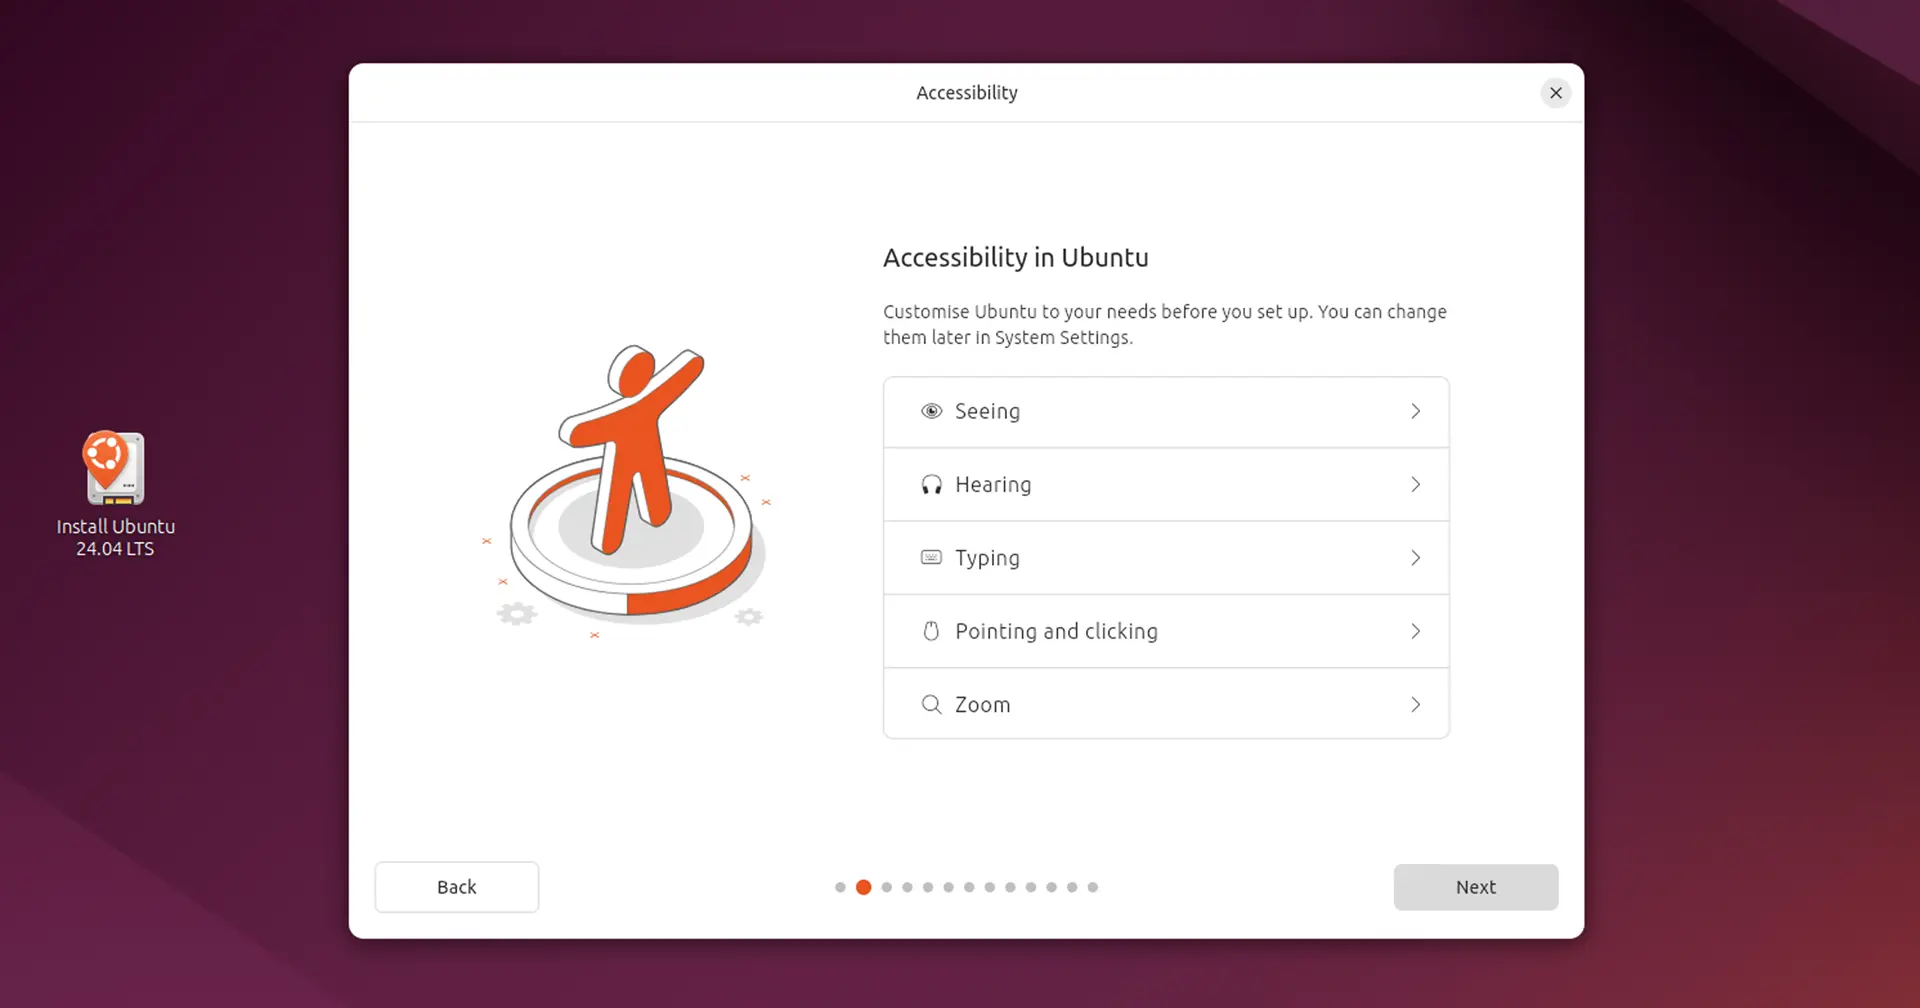 Accessibility
Accessibility in Ubuntu
Customise Ubuntu to your needs before you set up. You can change
them later in System Settings.
Seeing
Hearing
Typing
Pointing and clicking
Zoom
Install Ubuntu
24.04 LTS
Back
Next